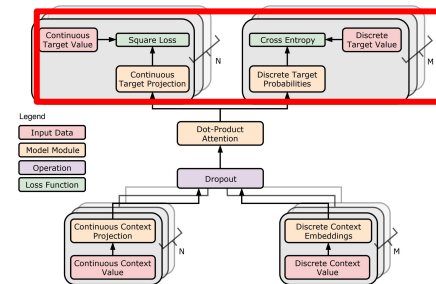 Continuous
Target Value
Square Loss
Continuous
Target Projection
N
Cross Entropy
Discrete
Target Value
Discrete Target
Probabilities
M
Dot-Product
Attention
Legend
Input Data
Model Module
Operation
Loss Function
Dropout
Continuous Context
Projection
Continuous Context
Value
N
Discrete Context
Embeddings
Discrete Context
Value
M